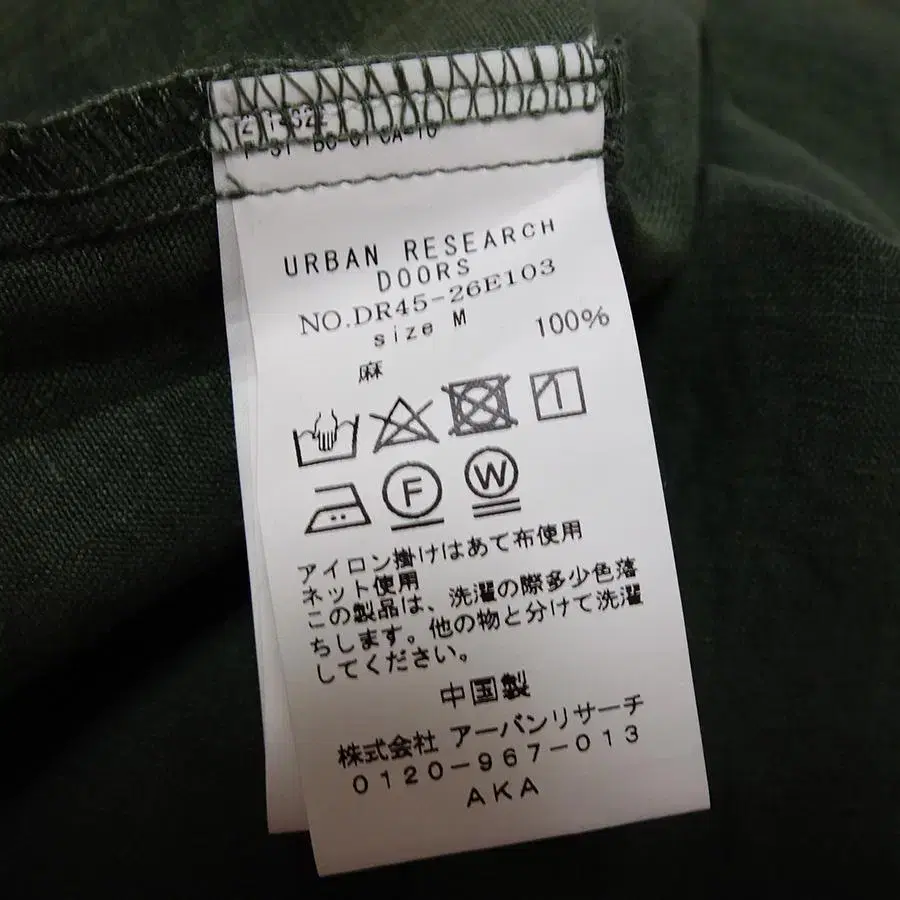 URBAN RESEARCH
DOORS
NO.DR45-26E103
size M
麻 100%
F W
アイロン掛けはあて布使用
ネット使用
この製品は、洗濯の際多少色落
ちします。他の物と分けて洗濯
してください。
中国製
株式会社 アーバンリサーチ
0120-967-013
AKA